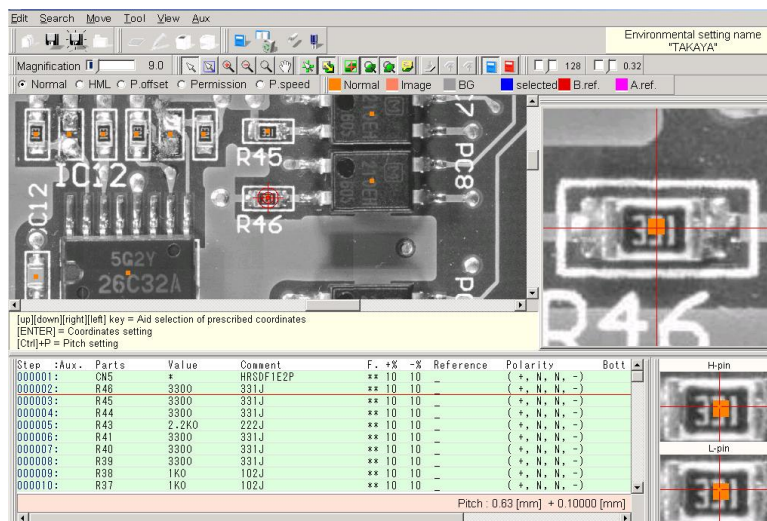 Edit Search Move Tool View Aux
Environmental setting name
"TAKAYA"
Magnification 9.0 128 0.32
Normal HML P.offset Permission P.speed Normal Image BG selected B.ref. A.ref.
331
R45
R46
IC12
C12
5G2Y
26C32A
PC8
331
R46
[up][down][right][left] key = Aid selection of prescribed coordinates
[ENTER] = Coordinates setting
[Ctrl]+P = Pitch setting
Step :Aux. Parts Value Comment F. +% -% Reference Polarity Bott
000001: CN5 * HRSDF1E2P ** 10 10 _ ( +, N, N, -)
000002: R46 3300 331J ** 10 10 _ ( +, N, N, -)
000003: R45 3300 331J ** 10 10 _ ( +, N, N, -)
000004: R44 3300 331J ** 10 10 _ ( +, N, N, -)
000005: R43 2.2K0 222J ** 10 10 _ ( +, N, N, -)
000006: R41 3300 331J ** 10 10 _ ( +, N, N, -)
000007: R40 3300 331J ** 10 10 _ ( +, N, N, -)
000008: R39 3300 331J ** 10 10 _ ( +, N, N, -)
000009: R38 1K0 102J ** 10 10 _ ( +, N, N, -)
000010: R37 1K0 102J ** 10 10 _ ( +, N, N, -)
Pitch : 0.63 [mm] + 0.10000 [mm]
H-pin
331
L-pin
331